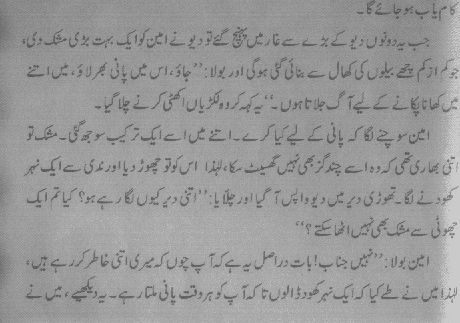 کام یاب ہو جائے گا۔
جب یہ دونوں دیو کے بڑے سے غار میں پہنچ گئے تو دیو نے امین کو ایک بہت بڑی مشک دی،
جو کم از کم چھے بیلوں کی کھال سے بنائی گئی ہوگی اور بولا: ’’جاؤ، اس میں پانی بھر لاؤ، میں اتنے
میں کھانا پکانے کے لیے آگ جلاتا ہوں۔‘‘ یہ کہہ کر وہ لکڑیاں اکھٹی کرنے چلا گیا۔
امین سوچنے لگا کہ پانی کے لیے کیا کرے۔ اتنے میں اسے ایک ترکیب سوجھ گئی۔ مشک تو
اتنی بھاری تھی کہ وہ اسے چند گز بھی نہیں گھسیٹ سکا، لہٰذا اس کو تو چھوڑ دیا اور ندی سے ایک نہر
کھودنے لگا۔ تھوڑی دیر میں دیو واپس آ گیا اور چلایا: ’’اتنی دیر کیوں لگا رہے ہو؟ کیا تم ایک
چھوٹی سے مشک بھی نہیں اٹھا سکتے؟‘‘
امین بولا: ’’نہیں جناب! بات دراصل یہ ہے کہ آپ چوں کہ میری اتنی خاطر کر رہے ہیں،
لہٰذا میں نے طے کیا کہ ایک نہر کھود ڈالوں تا کہ آپ کو ہر وقت پانی ملتا رہے۔ یہ دیکھیے، میں نے